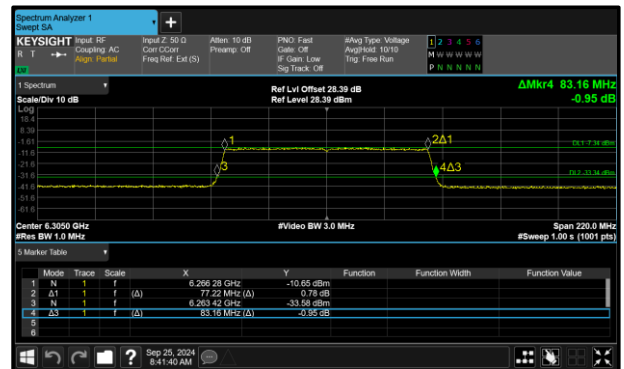 Spectrum Analyzer 1
Swept SA
+
KEYSIGHT Input: RF Input Z: 50 Ω Atten: 10 dB PNO: Fast #Avg Type: Voltage 1 2 3 4 5 6
R T Coupling: AC Corr CCorr Preamp: Off Gate: Off Avg|Hold: 10/10 M W W W W W
Align: Partial Freq Ref: Ext (S) IF Gain: Low Trig: Free Run
Sig Track: Off P N N N N N
1 Spectrum Ref Lvl Offset 28.39 dB ΔMkr4 83.16 MHz
Scale/Div 10 dB Ref Level 28.39 dBm -0.95 dB
Log
18.4
8.39
-1.61
-11.6
-21.6
-31.6
-41.6
-51.6
-61.6
1
2Δ1
3
4Δ3
DL1 -7.34 dBm
DL2 -33.34 dBm
Center 6.3050 GHz #Video BW 3.0 MHz Span 220.0 MHz
#Res BW 1.0 MHz #Sweep 1.00 s (1001 pts)
5 Marker Table
Mode Trace Scale X Y Function Function Width Function Value
1 N 1 f 6.266 28 GHz -10.65 dBm
2 Δ1 1 f (Δ) 77.22 MHz (Δ) 0.78 dB
3 N 1 f 6.263 42 GHz -33.58 dBm
4 Δ3 1 f (Δ) 83.16 MHz (Δ) -0.95 dB
5
6
? Sep 25, 2024
8:41:40 AM